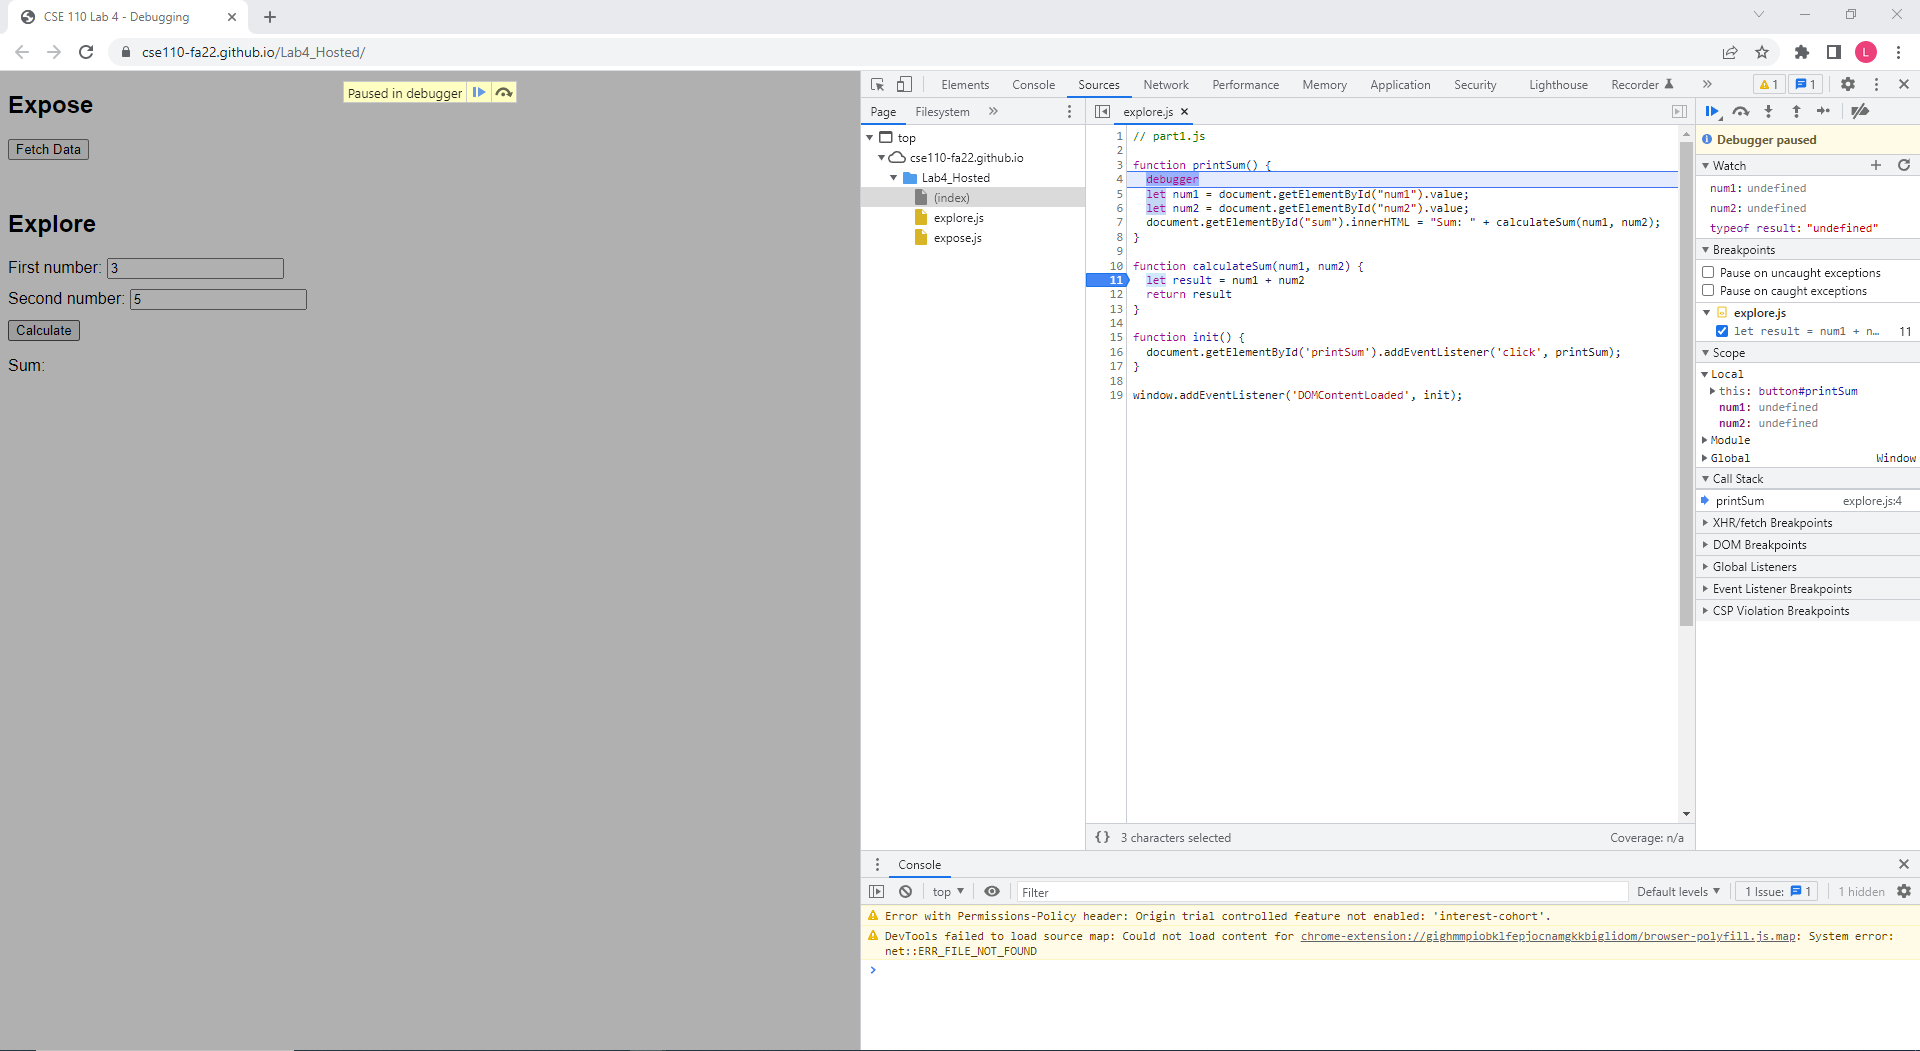 CSE 110 Lab 4 - Debugging
cse110-fa22.github.io/Lab4_Hosted/
L
Expose
Paused in debugger
Fetch Data
Explore
First number: 3
Second number: 5
Calculate
Sum:
Elements Console Sources Network Performance Memory Application Security Lighthouse Recorder 1 1
Page Filesystem
top
cse110-fa22.github.io
Lab4_Hosted
(index)
explore.js
expose.js
explore.js
1 // part1.js
2
3 function printSum() {
4 debugger
5 let num1 = document.getElementById("num1").value;
6 let num2 = document.getElementById("num2").value;
7 document.getElementById("sum").innerHTML = "Sum: " + calculateSum(num1, num2);
8 }
9
10 function calculateSum(num1, num2) {
11 let result = num1 + num2
12 return result
13 }
14
15 function init() {
16 document.getElementById('printSum').addEventListener('click', printSum);
17 }
18
19 window.addEventListener('DOMContentLoaded', init);
{} 3 characters selected Coverage: n/a
Debugger paused
Watch
num1: undefined
num2: undefined
typeof result: "undefined"
Breakpoints
Pause on uncaught exceptions
Pause on caught exceptions
explore.js
let result = num1 + n… 11
Scope
Local
this: button#printSum
num1: undefined
num2: undefined
Module
Global Window
Call Stack
printSum explore.js:4
XHR/fetch Breakpoints
DOM Breakpoints
Global Listeners
Event Listener Breakpoints
CSP Violation Breakpoints
Console
top Filter Default levels 1 Issue: 1 1 hidden
Error with Permissions-Policy header: Origin trial controlled feature not enabled: 'interest-cohort'.
DevTools failed to load source map: Could not load content for chrome-extension://gighmmpiobklfepjocnamgkkbiglidom/browser-polyfill.js.map: System error:
net::ERR_FILE_NOT_FOUND